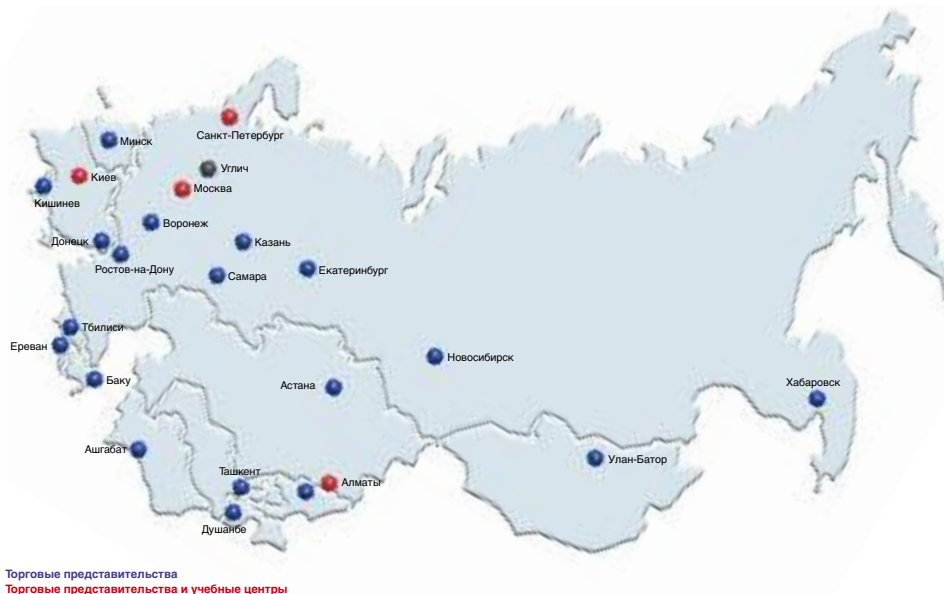 Санкт-Петербург
Минск
Углич
Киев
Москва
Кишинев
Воронеж
Донецк
Казань
Ростов-на-Дону
Екатеринбург
Самара
Тбилиси
Ереван
Новосибирск
Баку
Астана
Хабаровск
Ашгабат
Улан-Батор
Ташкент
Алматы
Душанбе
Торговые представительства
Торговые представительства и учебные центры